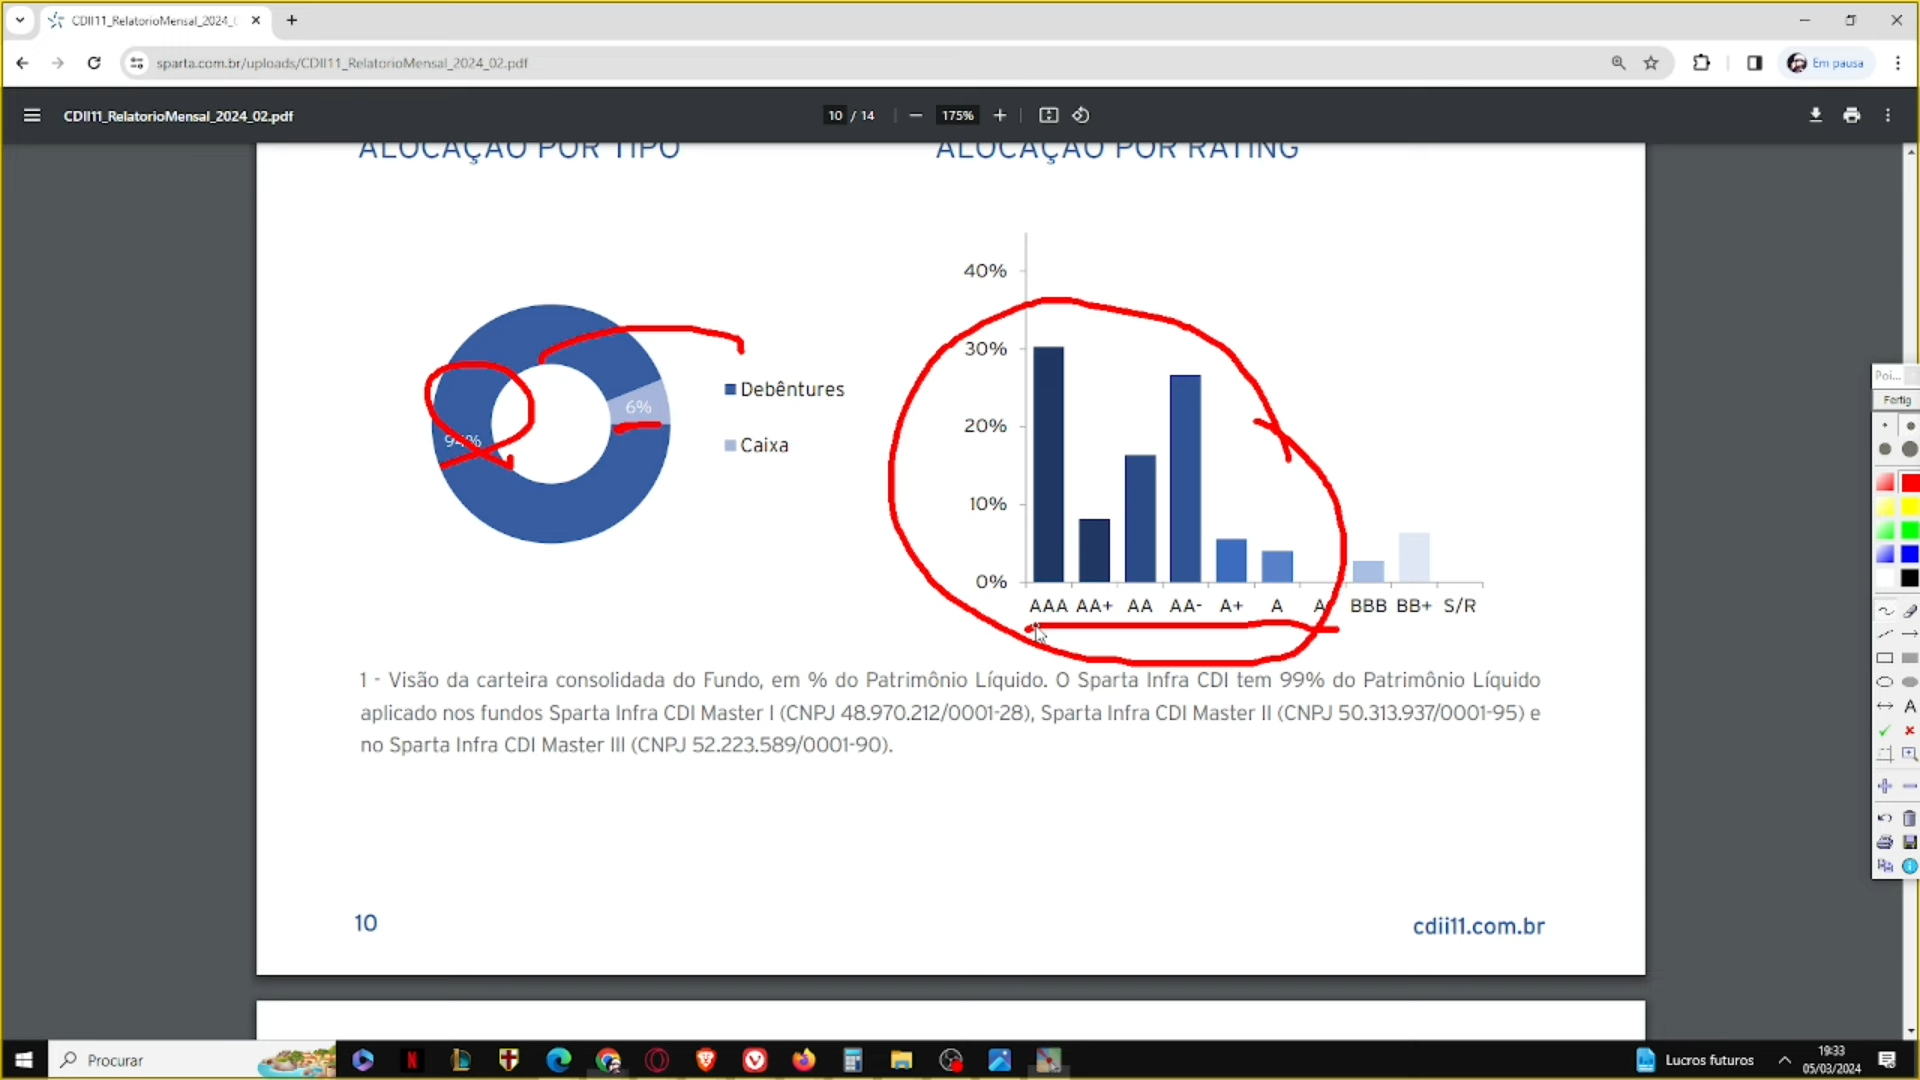 CDII11_RelatorioMensal_2024_
sparta.com.br/uploads/CDII11_RelatorioMensal_2024_02.pdf
Em pausa
CDII11_RelatorioMensal_2024_02.pdf
10 / 14
175%
ALOCAÇÃO POR TIPO
ALOCAÇÃO POR RATING
94%
6%
Debêntures
Caixa
40%
30%
20%
10%
0%
AAA AA+ AA AA- A+ A A- BBB BB+ S/R
1 - Visão da carteira consolidada do Fundo, em % do Patrimônio Líquido. O Sparta Infra CDI tem 99% do Patrimônio Líquido
aplicado nos fundos Sparta Infra CDI Master I (CNPJ 48.970.212/0001-28), Sparta Infra CDI Master II (CNPJ 50.313.937/0001-95) e
no Sparta Infra CDI Master III (CNPJ 52.223.589/0001-90).
10
cdii11.com.br
Poi...
Fertig
A
Procurar
Lucros futuros
19:33
05/03/2024